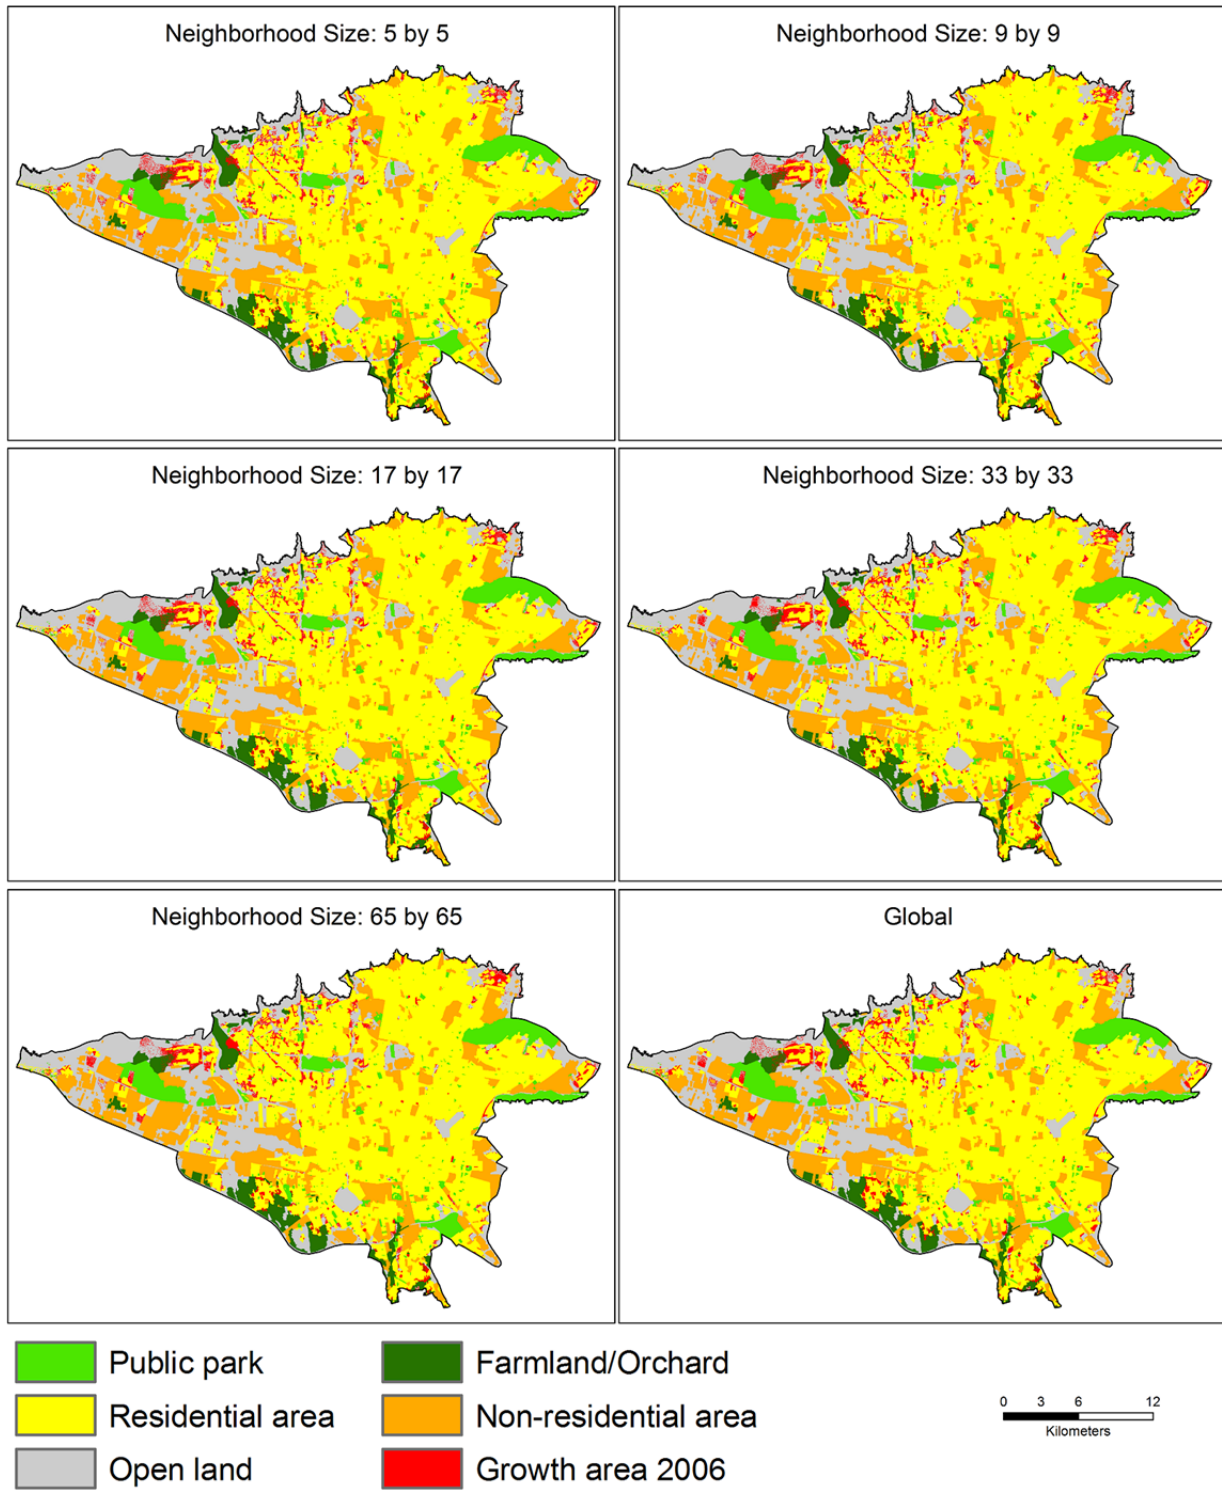 Neighborhood Size: 5 by 5
Neighborhood Size: 9 by 9
Neighborhood Size: 17 by 17
Neighborhood Size: 33 by 33
Neighborhood Size: 65 by 65
Global
Public park
Farmland/Orchard
Residential area
Non-residential area
Open land
Growth area 2006
0 3 6 12
Kilometers